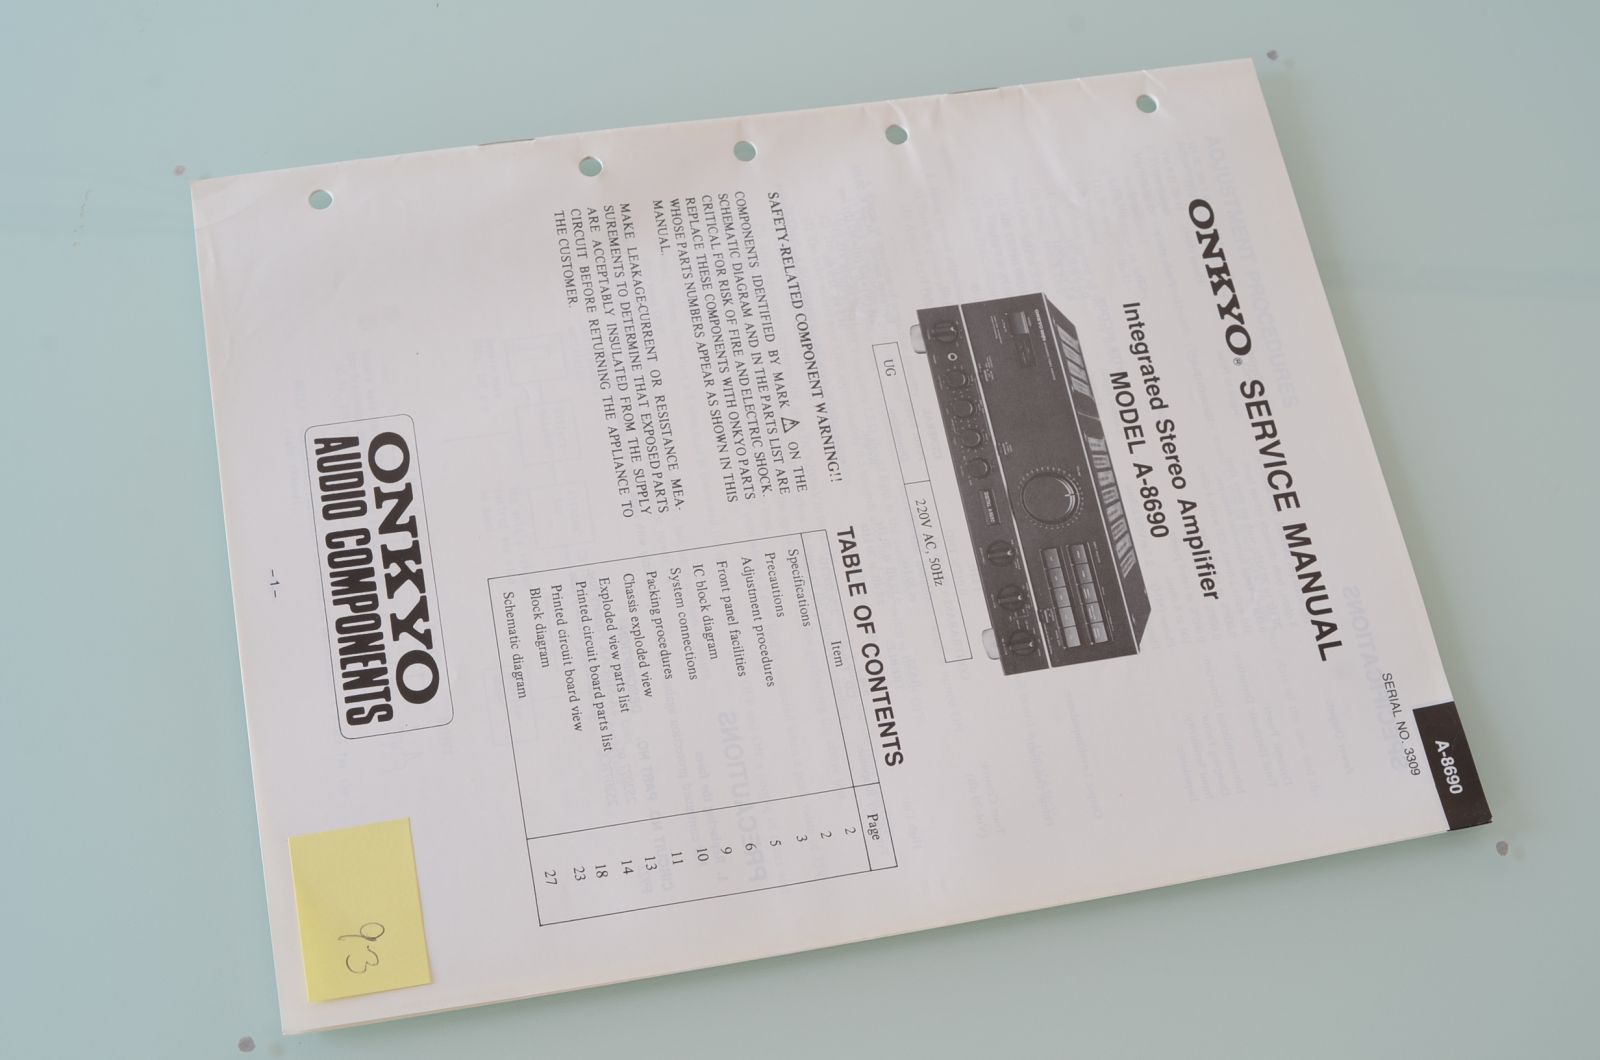 A-8690
SERIAL NO. 3309
ONKYO® SERVICE MANUAL
Integrated Stereo Amplifier
MODEL A-8690
UG 220V AC, 50Hz
SAFETY-RELATED COMPONENT WARNING!!
COMPONENTS IDENTIFIED BY MARK ⚠ ON THE
SCHEMATIC DIAGRAM AND IN THE PARTS LIST ARE
CRITICAL FOR RISK OF FIRE AND ELECTRIC SHOCK.
REPLACE THESE COMPONENTS WITH ONKYO PARTS
WHOSE PARTS NUMBERS APPEAR AS SHOWN IN THIS
MANUAL.
MAKE LEAKAGE-CURRENT OR RESISTANCE MEA-
SUREMENTS TO DETERMINE THAT EXPOSED PARTS
ARE ACCEPTABLY INSULATED FROM THE SUPPLY
CIRCUIT BEFORE RETURNING THE APPLIANCE TO
THE CUSTOMER.
TABLE OF CONTENTS
Item Page
Specifications 2
Precautions 2
Adjustment procedures 3
Front panel facilities 5
IC block diagram 6
System connections 9
Packing procedures 10
Chassis exploded view 11
Exploded view parts list 13
Printed circuit board parts list 14
Printed circuit board view 18
Block diagram 23
Schematic diagram 27
ONKYO
AUDIO COMPONENTS
– 1 –
93